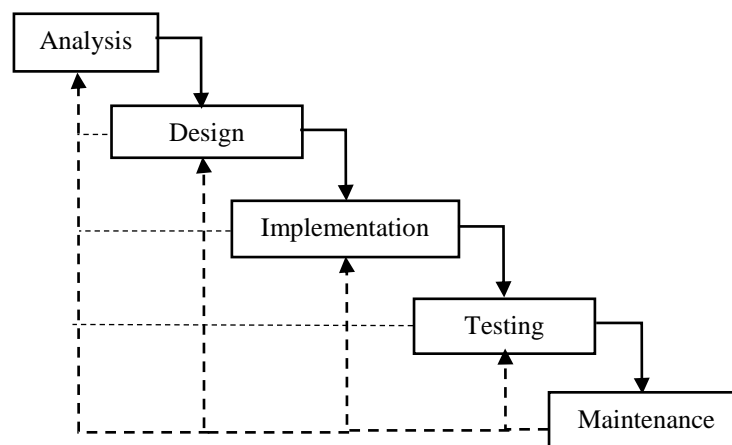 Analysis
Design
Implementation
Testing
Maintenance